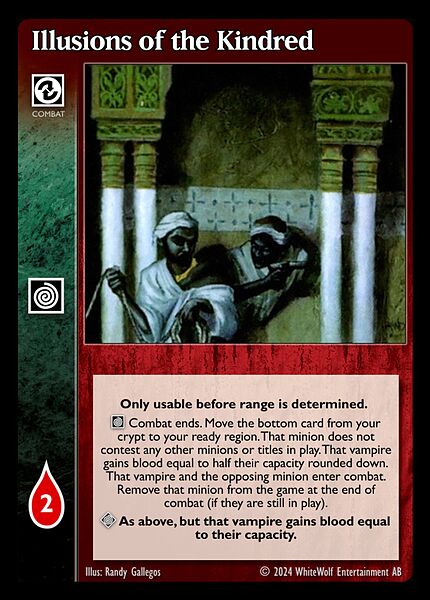 Illusions of the Kindred
COMBAT
Only usable before range is determined.
Combat ends. Move the bottom card from your
crypt to your ready region. That minion does not
contest any other minions or titles in play. That vampire
gains blood equal to half their capacity rounded down.
That vampire and the opposing minion enter combat.
Remove that minion from the game at the end of
combat (if they are still in play).
As above, but that vampire gains blood equal
to their capacity.
2
Illus: Randy Gallegos
© 2024 WhiteWolf Entertainment AB